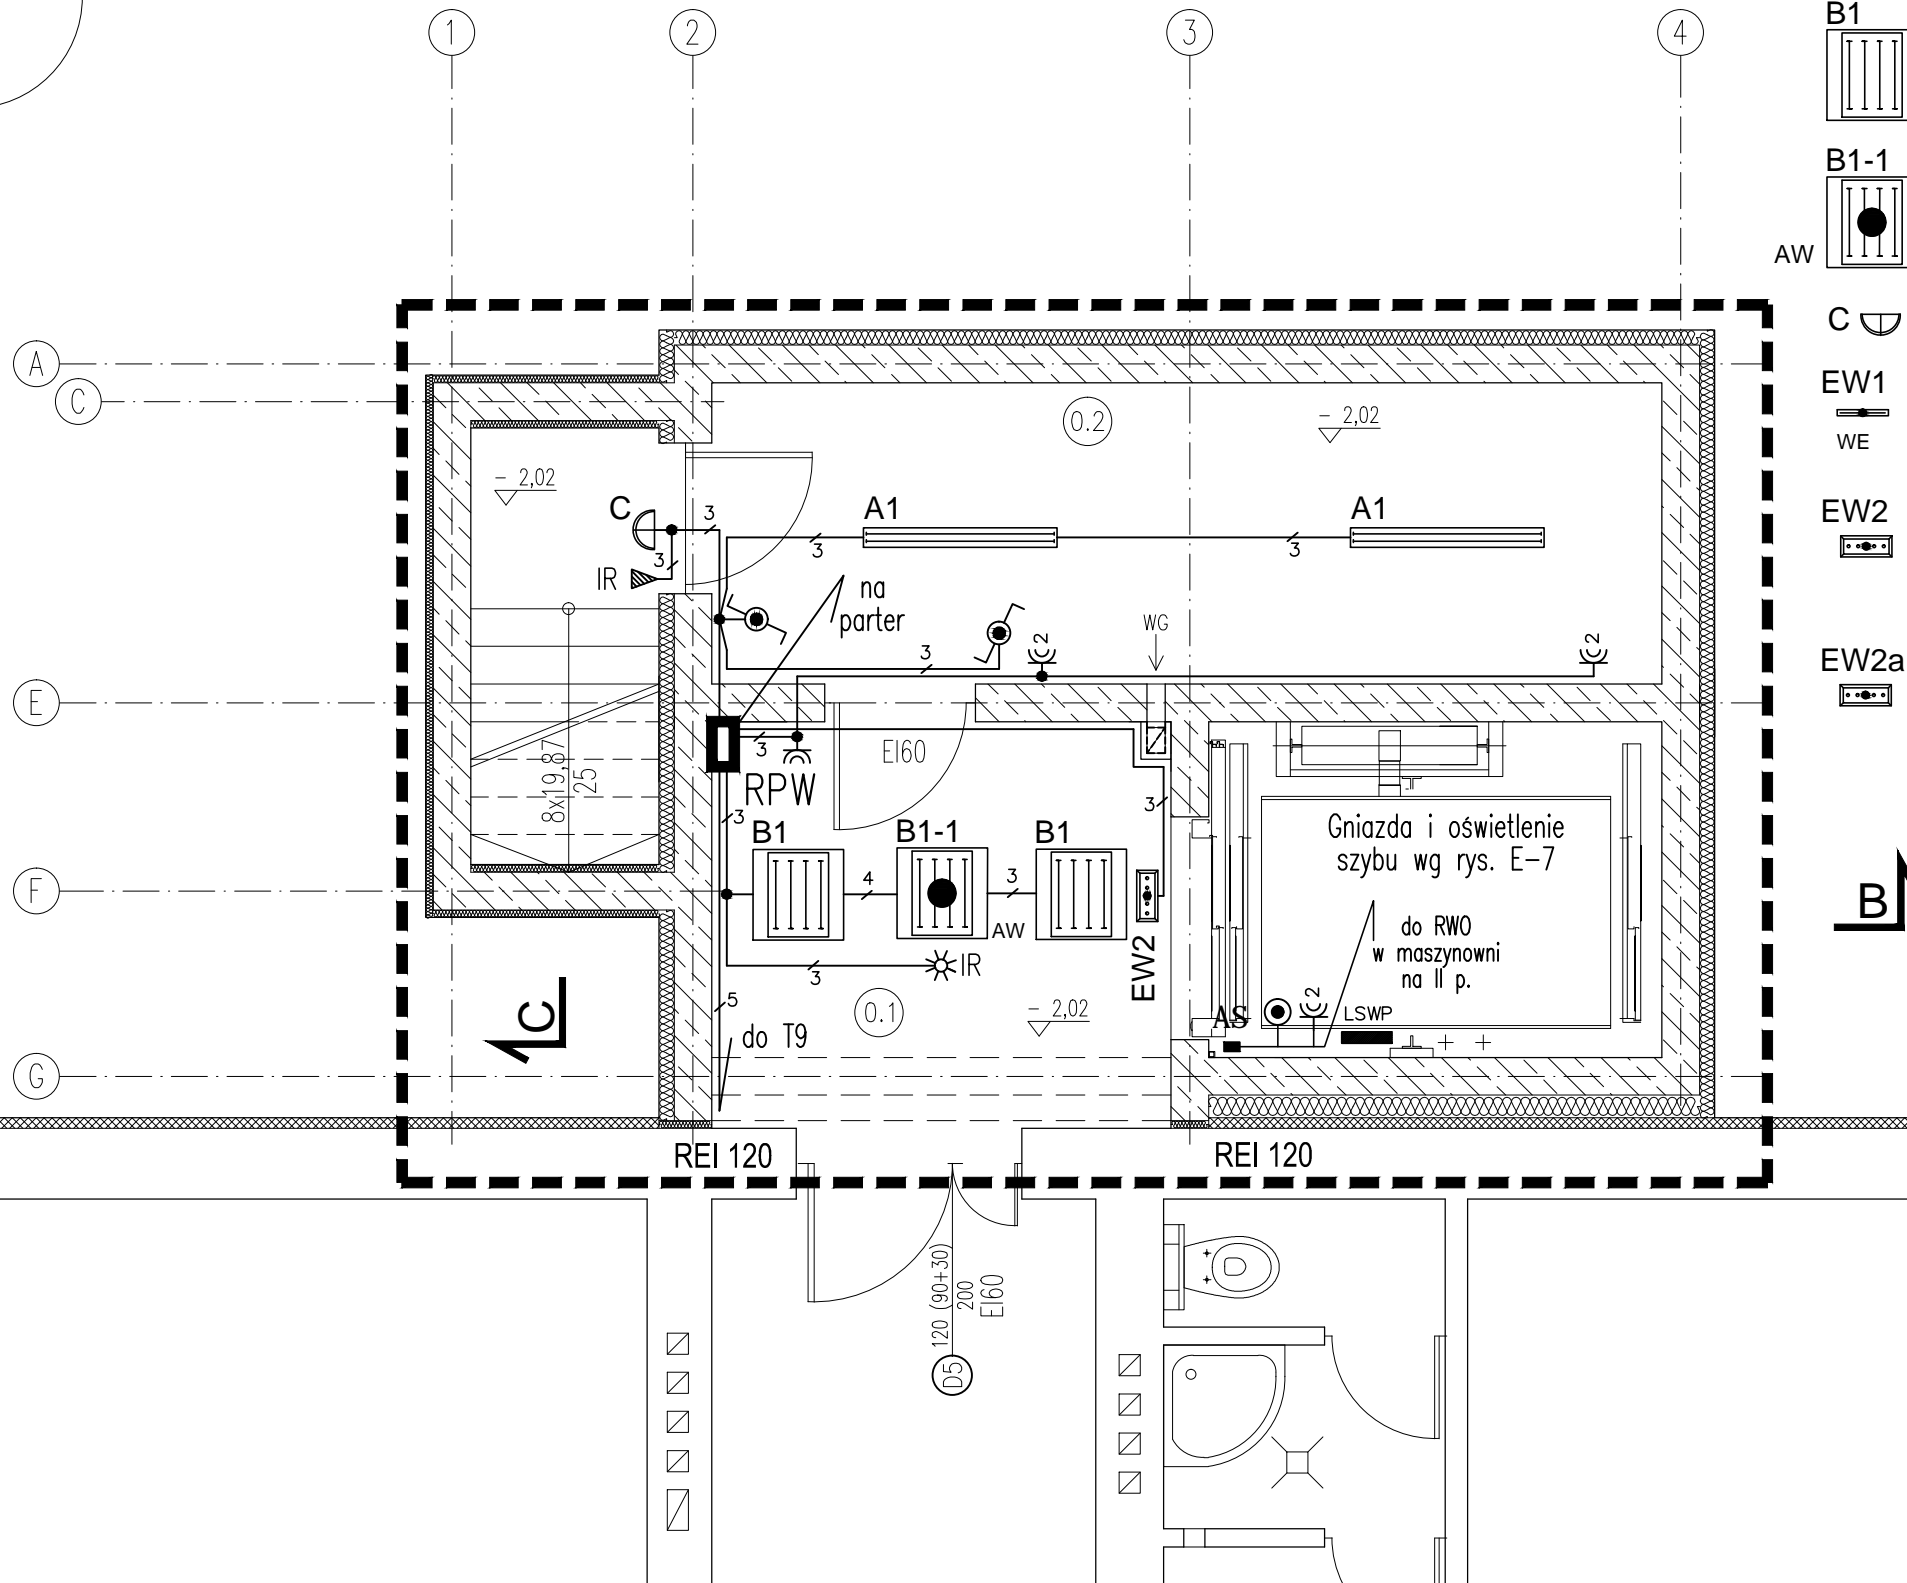 B1
1
2
3
4
B1-1
AW
C
A
EW1
C
0.2
- 2,02
WE
- 2,02
C
3
A1
A1
EW2
3
3
3
IR
na
parter
WG
2
2
3
EW2a
E
EI60
3
8x19,87
25
RPW
3
3
B1
B1-1
B1
Gniazda i oświetlenie
szybu wg rys. E-7
F
4
3
B
AW
do RWO
w maszynowni
na II p.
EW2
IR
3
5
C
0.1
- 2,02
2
AS
LSWP
do T9
G
REI 120
REI 120
120 (90+30)
200
EI60
D5